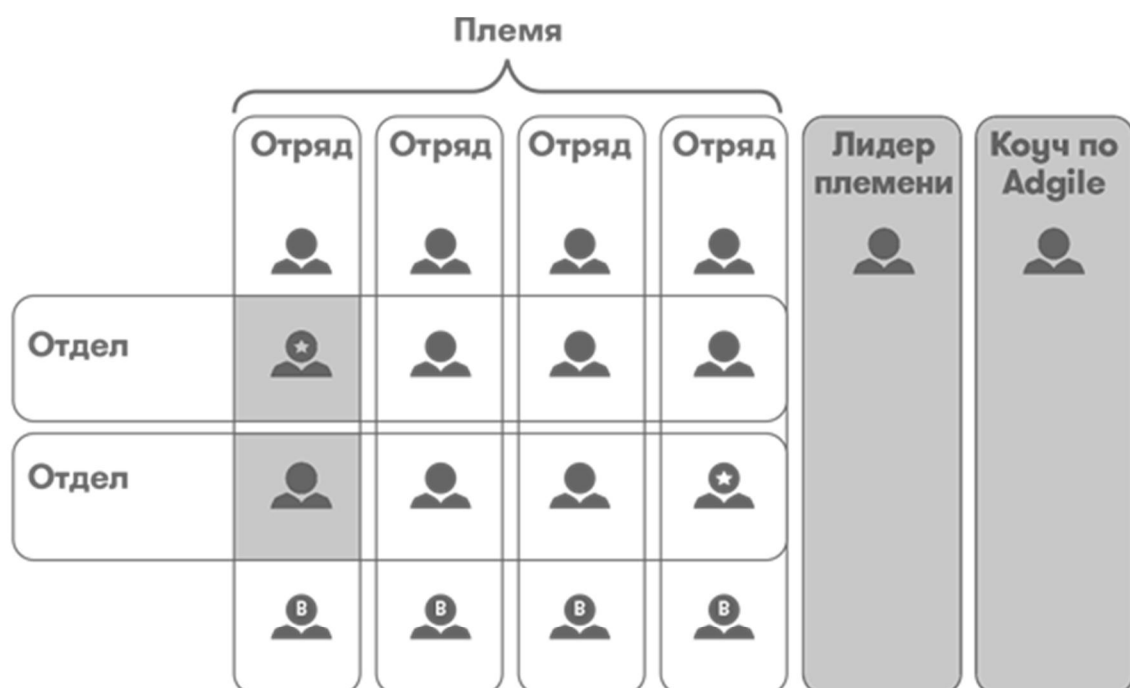 Племя
Отряд Отряд Отряд Отряд
Лидер племени
Коуч по Adgile
Отдел
Отдел
B B B B